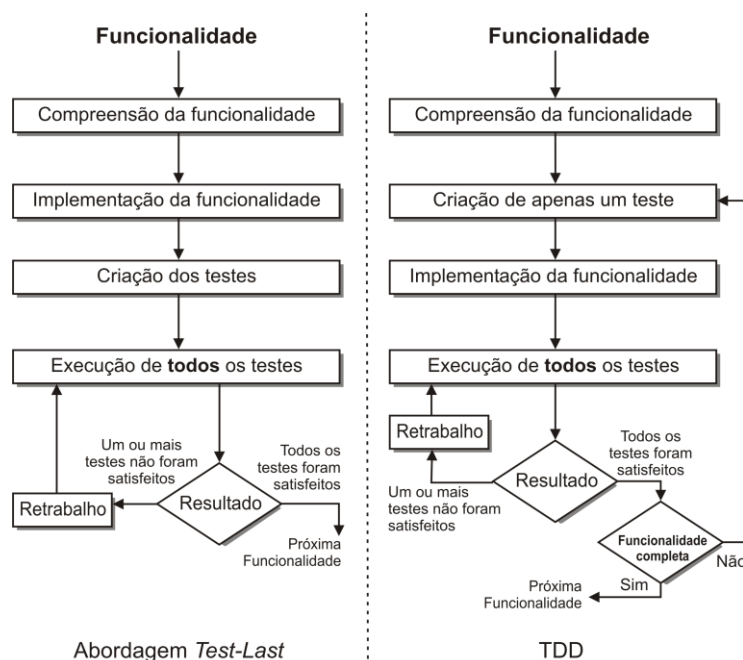 Funcionalidade
Compreensão da funcionalidade
Implementação da funcionalidade
Criação dos testes
Execução de todos os testes
Um ou mais
testes não foram
satisfeitos
Todos os
testes foram
satisfeitos
Retrabalho
Resultado
Próxima
Funcionalidade
Abordagem Test-Last
Funcionalidade
Compreensão da funcionalidade
Criação de apenas um teste
Implementação da funcionalidade
Execução de todos os testes
Retrabalho
Todos os
testes foram
satisfeitos
Resultado
Um ou mais
testes não foram
satisfeitos
Funcionalidade
completa
Não
Sim
Próxima
Funcionalidade
TDD